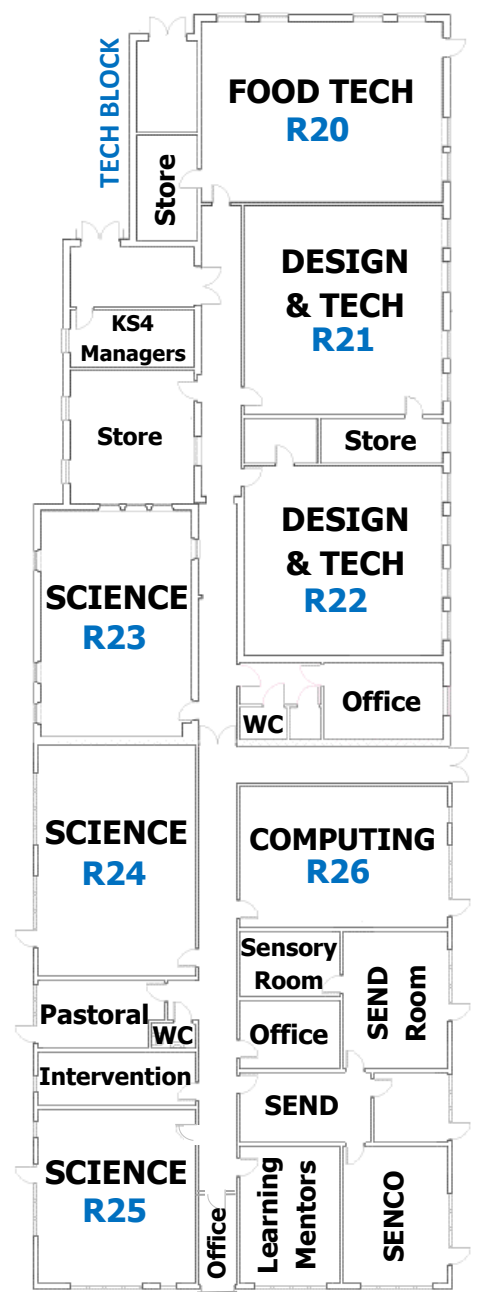 TECH BLOCK
FOOD TECH
R20
Store
DESIGN
& TECH
R21
KS4
Managers
Store
Store
DESIGN
& TECH
R22
SCIENCE
R23
Office
WC
SCIENCE
R24
COMPUTING
R26
Sensory
Room
SEND
Room
Pastoral
WC
Office
Intervention
SEND
SCIENCE
R25
Office
Learning
Mentors
SENCO